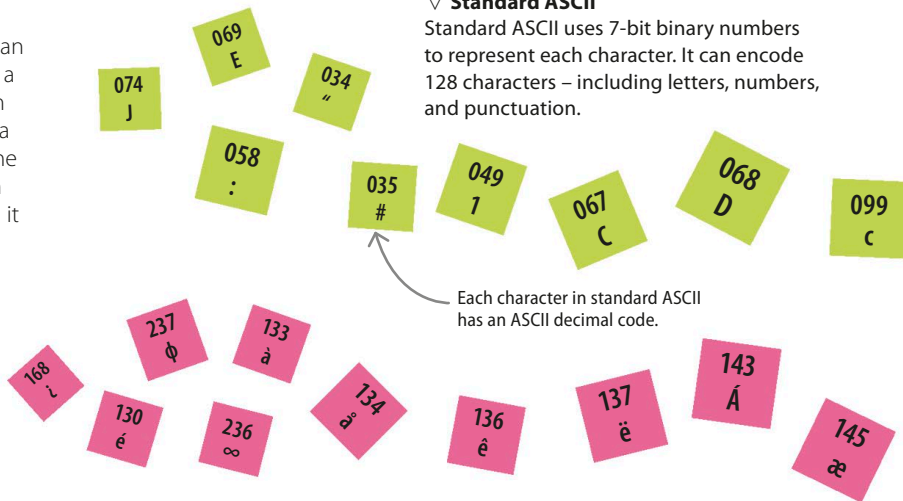 an
a
a
it
▽ Standard ASCII
Standard ASCII uses 7-bit binary numbers
to represent each character. It can encode
128 characters – including letters, numbers,
and punctuation.
069
E
074
J
034
"
058
:
035
#
049
1
067
C
068
D
099
c
Each character in standard ASCII
has an ASCII decimal code.
168
¿
237
ф
133
à
130
é
236
∞
134
å
136
ê
137
ë
143
Á
145
æ